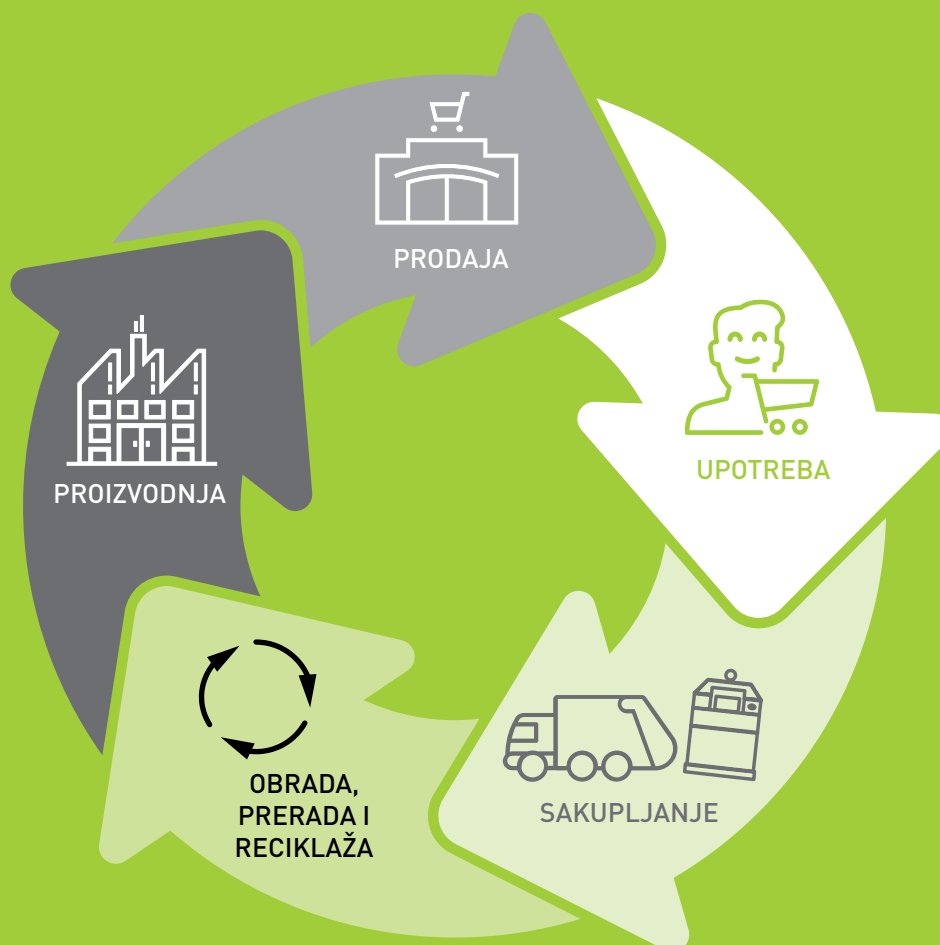 PRODAJA
UPOTREBA
SAKUPLJANJE
OBRADA,
PRERADA I
RECIKLAŽA
PROIZVODNJA